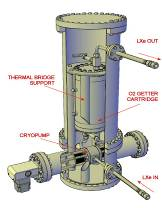 LXe OUT
THERMAL BRIDGE
SUPPORT
O2 GETTER
CARTRIDGE
CRYOPUMP
LXe IN